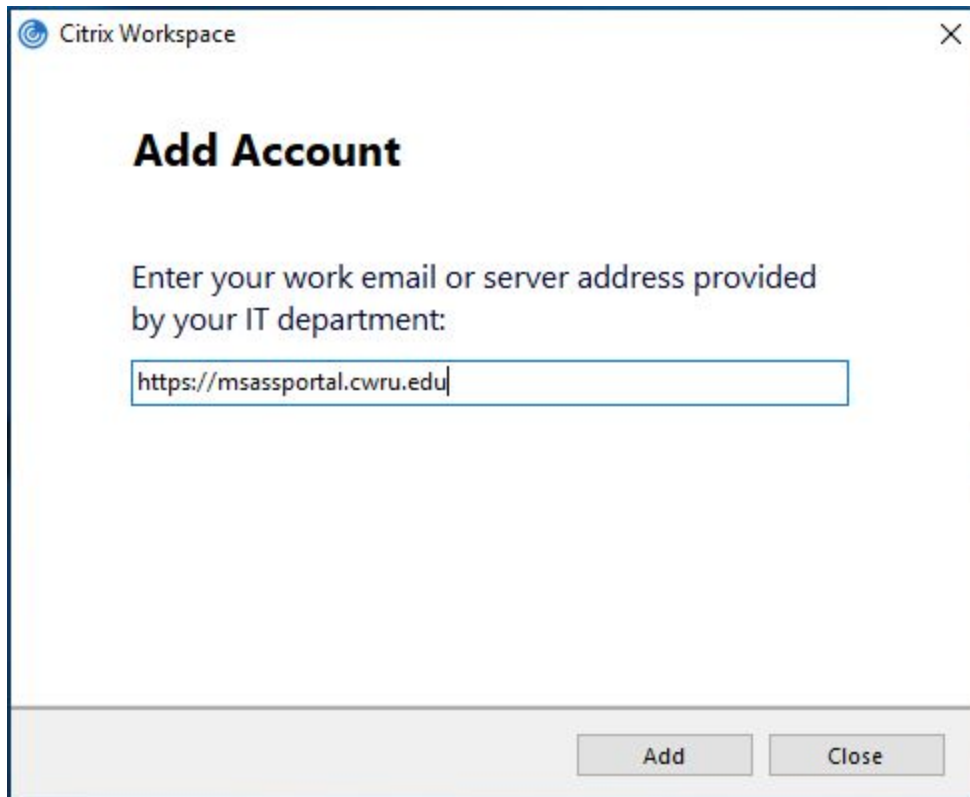 Citrix Workspace
Add Account
Enter your work email or server address provided
by your IT department:
https://msassportal.cwru.edu
Add Close